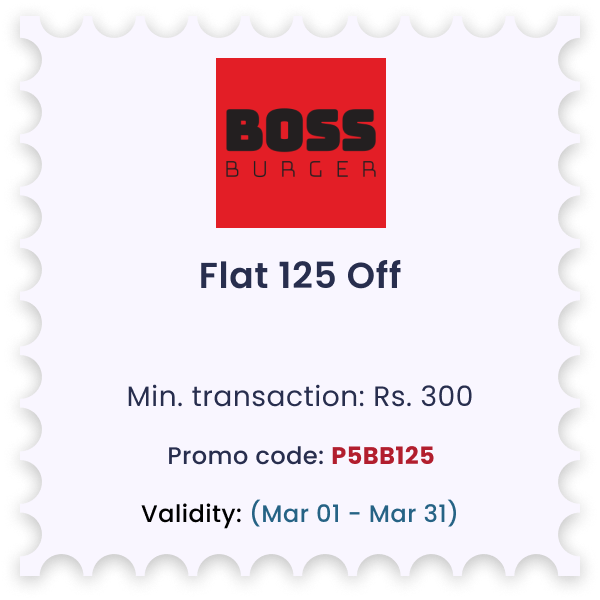 BOSS
BURGER
Flat 125 Off
Min. transaction: Rs. 300
Promo code: P5BB125
Validity: (Mar 01 - Mar 31)